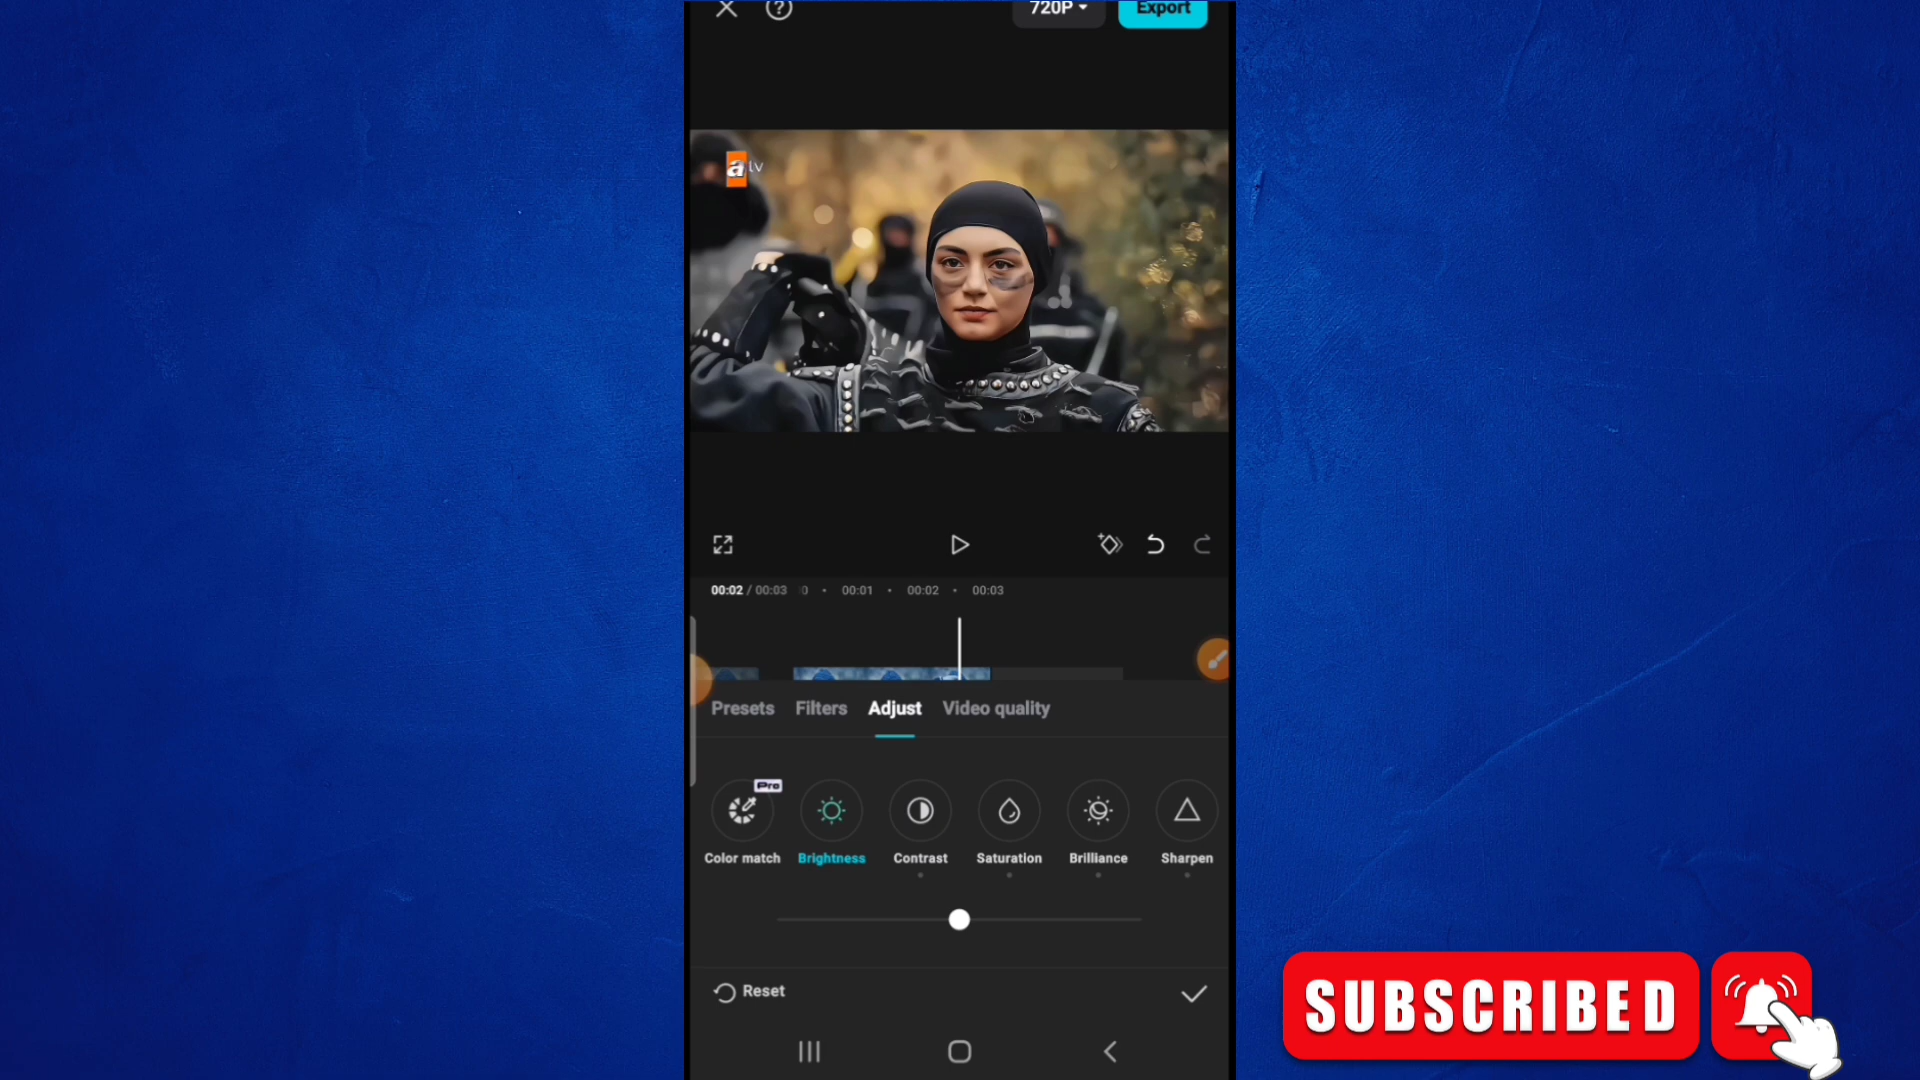 720P
Export
atv
00:02 / 00:03
00:01
00:02
00:03
Presets
Filters
Adjust
Video quality
Pro
Color match
Brightness
Contrast
Saturation
Brilliance
Sharpen
Reset
SUBSCRIBED